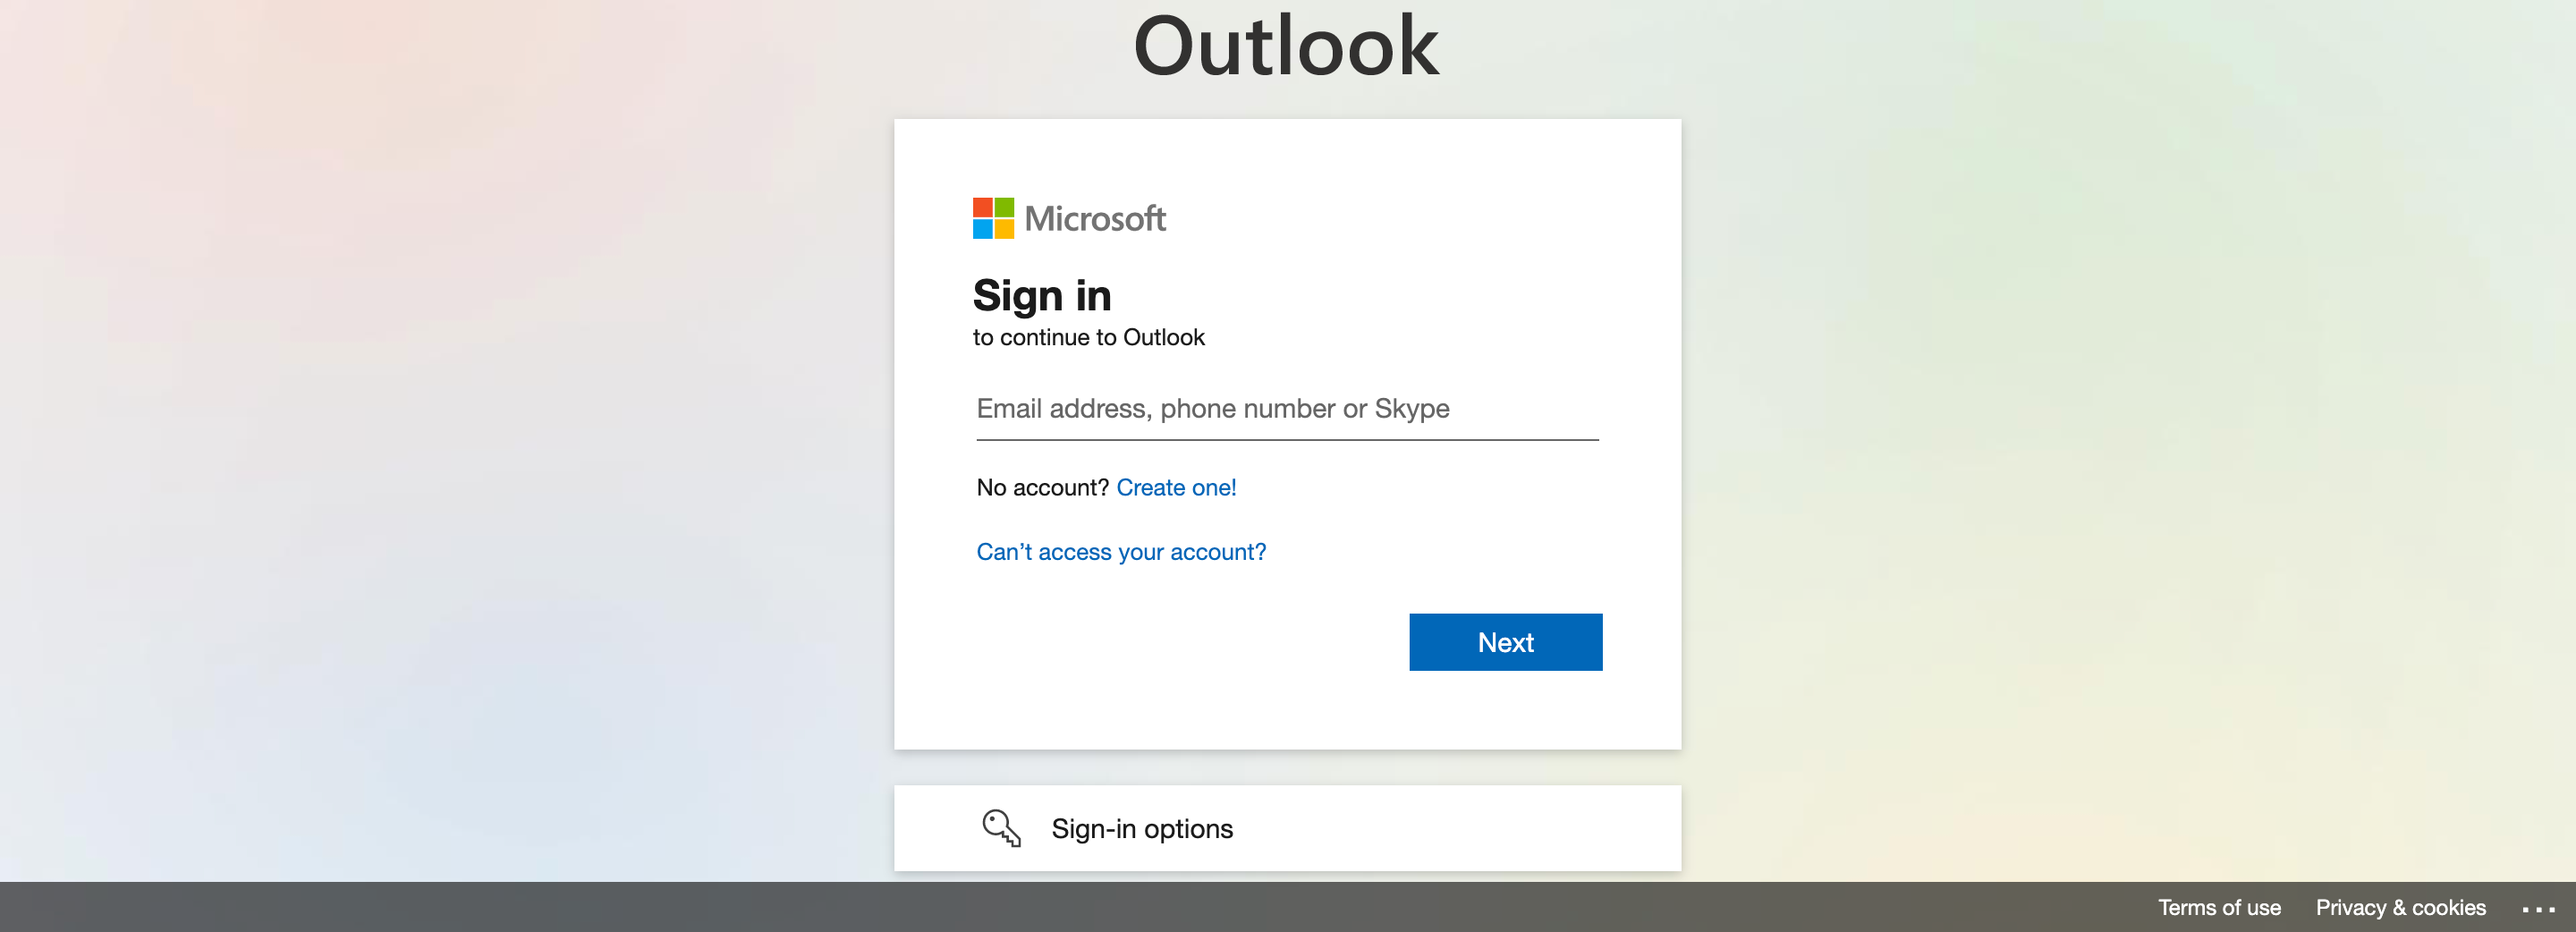 Outlook
Microsoft
Sign in
to continue to Outlook
Email address, phone number or Skype
No account? Create one!
Can’t access your account?
Next
Sign-in options
Terms of use Privacy & cookies ...